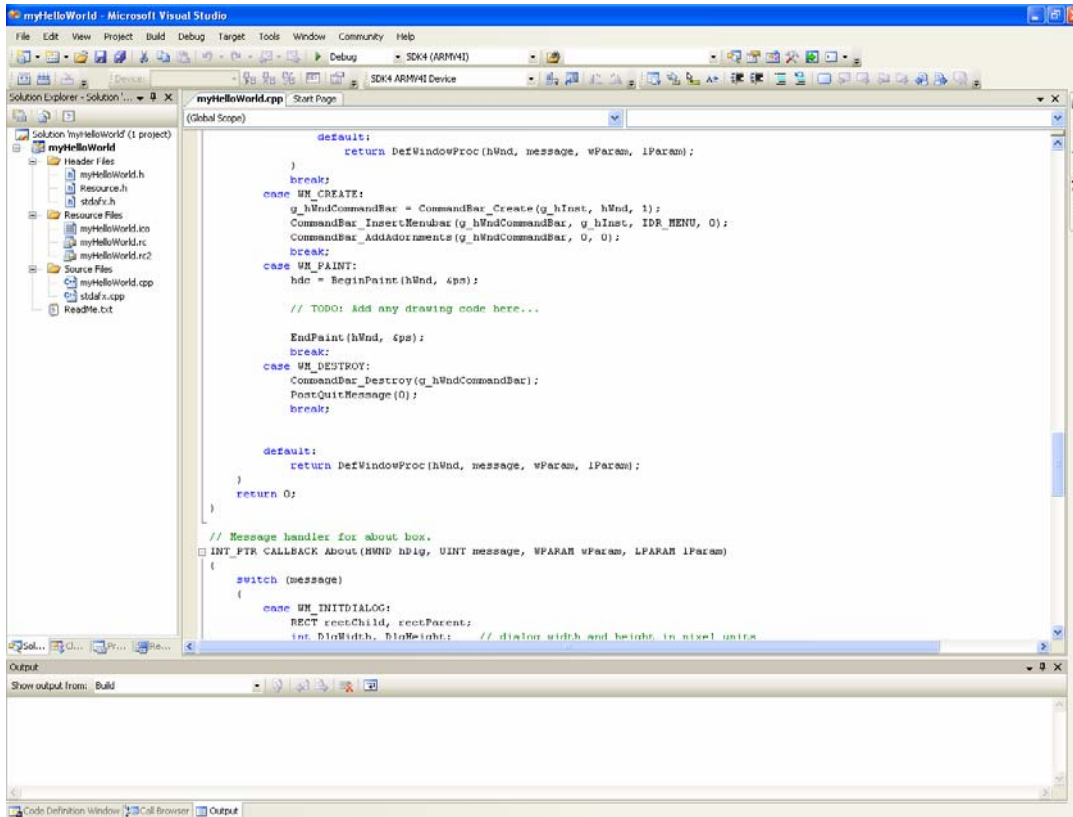 myHelloWorld - Microsoft Visual Studio
File Edit View Project Build Debug Target Tools Window Community Help
Debug SDK4 (ARMV4I)
Device: SDK4 ARMV4I Device
Solution Explorer - Solution '...
myHelloWorld.cpp Start Page
(Global Scope)
Solution 'myHelloWorld' (1 project)
myHelloWorld
Header Files
myHelloWorld.h
Resource.h
stdafx.h
Resource Files
myHelloWorld.ico
myHelloWorld.rc
myHelloWorld.rc2
Source Files
myHelloWorld.cpp
stdafx.cpp
ReadMe.txt
default:
return DefWindowProc(hWnd, message, wParam, lParam);
}
break;
case WM_CREATE:
g_hWndCommandBar = CommandBar_Create(g_hInst, hWnd, 1);
CommandBar_InsertMenubar(g_hWndCommandBar, g_hInst, IDR_MENU, 0);
CommandBar_AddAdornments(g_hWndCommandBar, 0, 0);
break;
case WM_PAINT:
hdc = BeginPaint(hWnd, &ps);
// TODO: Add any drawing code here...
EndPaint(hWnd, &ps);
break;
case WM_DESTROY:
CommandBar_Destroy(g_hWndCommandBar);
PostQuitMessage(0);
break;
default:
return DefWindowProc(hWnd, message, wParam, lParam);
}
return 0;
}
// Message handler for about box.
INT_PTR CALLBACK About(HWND hDlg, UINT message, WPARAM wParam, LPARAM lParam)
{
switch (message)
{
case WM_INITDIALOG:
RECT rectChild, rectParent;
int DlgWidth, DlgHeight; // dialog width and height in pixel units
Sol... Cl... Pr... Re...
Output
Show output from: Build
Code Definition Window Call Browser Output